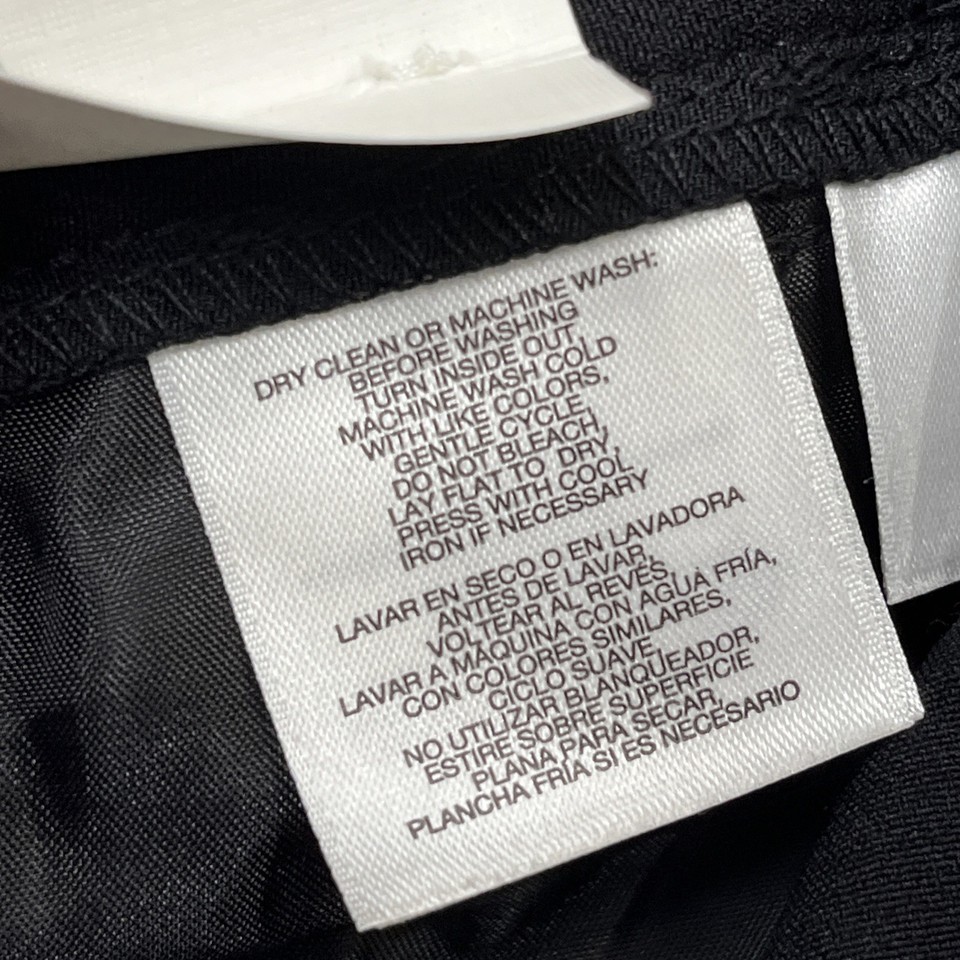 DRY CLEAN OR MACHINE WASH:
BEFORE WASHING
TURN INSIDE OUT
MACHINE WASH COLD
WITH LIKE COLORS,
GENTLE CYCLE,
DO NOT BLEACH,
LAY FLAT TO DRY,
PRESS WITH COOL
IRON IF NECESSARY
LAVAR EN SECO O EN LAVADORA
ANTES DE LAVAR,
VOLTEAR AL REVÉS,
LAVAR A MÁQUINA CON AGUA FRÍA,
CON COLORES SIMILARES,
CICLO SUAVE,
NO UTILIZAR BLANQUEADOR,
ESTIRE SOBRE SUPERFICIE
PLANA PARA SECAR,
PLANCHA FRÍA SI ES NECESARIO